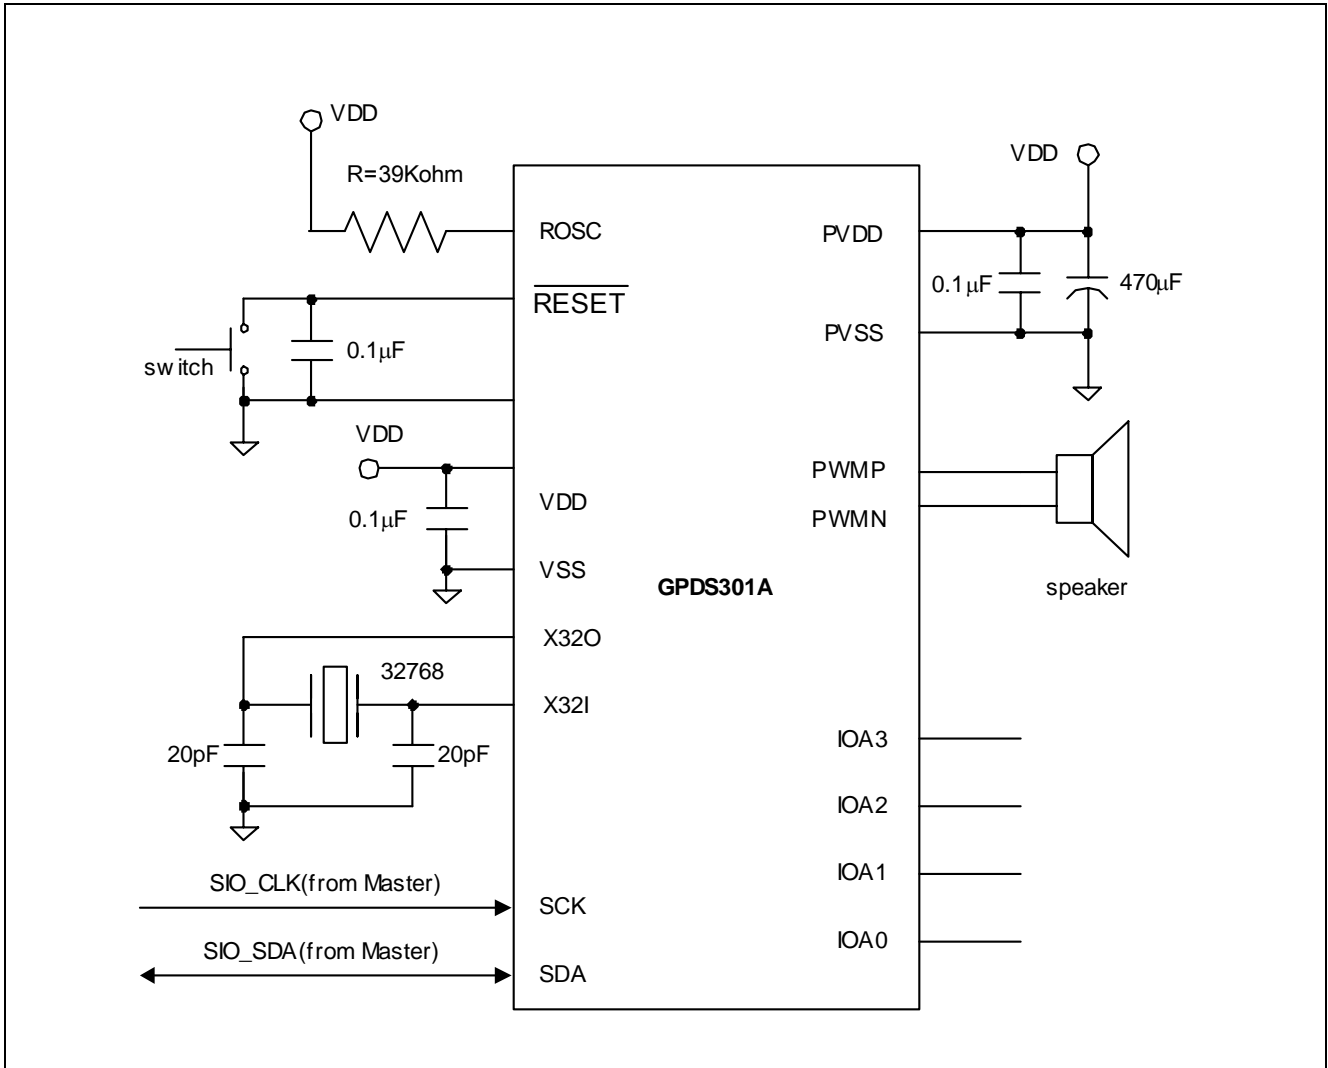 VDD
R=39Kohm
ROSC
RESET
switch
0.1μF
VDD
0.1μF
VDD
VSS
X32O
32768
X32I
20pF
20pF
SIO_CLK(from Master)
SCK
SIO_SDA(from Master)
SDA
GPDS301A
VDD
PVDD
0.1μF
470μF
PVSS
PWMP
PWMN
speaker
IOA3
IOA2
IOA1
IOA0